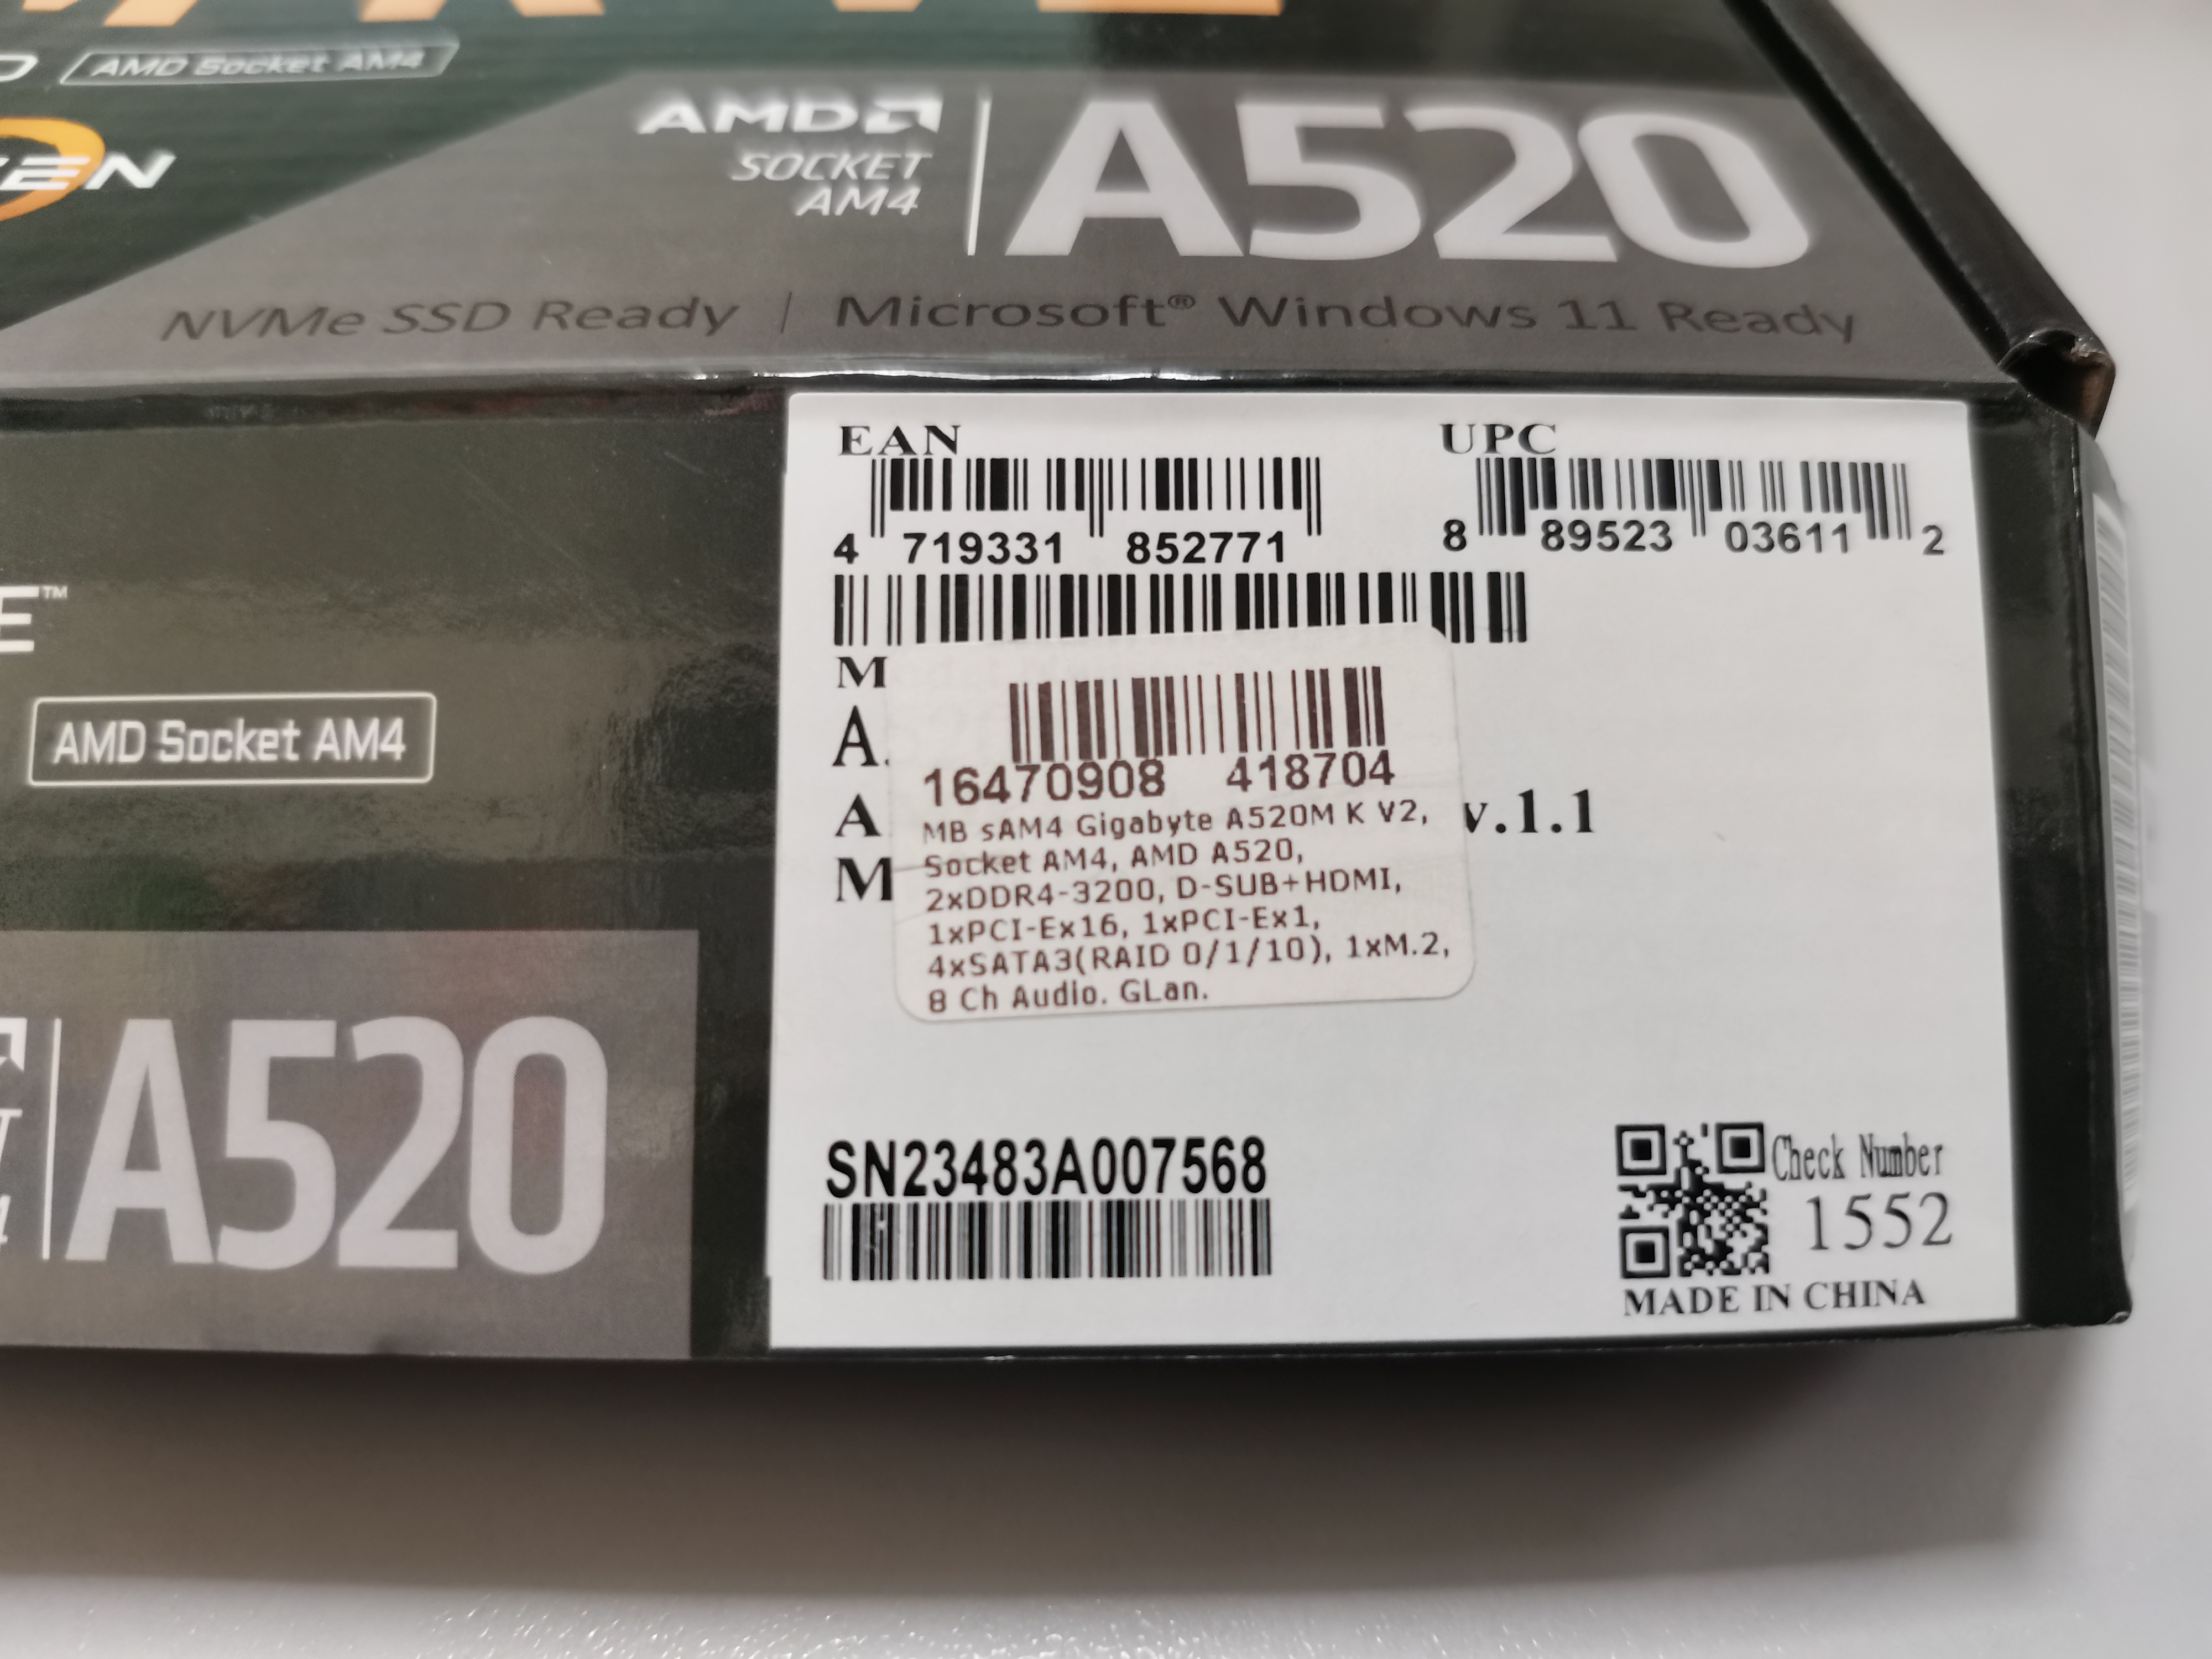 AMD Socket AM4
AMD
SOCKET
AM4
A520
NVMe SSD Ready | Microsoft® Windows 11 Ready
EAN
UPC
4 719331 852771
8 89523 03611 2
M
A.
A
v.1.1
M
16470908 418704
MB sAM4 Gigabyte A520M K V2,
Socket AM4, AMD A520,
2xDDR4-3200, D-SUB+HDMI,
1xPCI-Ex16, 1xPCI-Ex1,
4xSATA3(RAID 0/1/10), 1xM.2,
8 Ch Audio. GLan.
AMD Socket AM4
A520
SN23483A007568
Check Number
1552
MADE IN CHINA